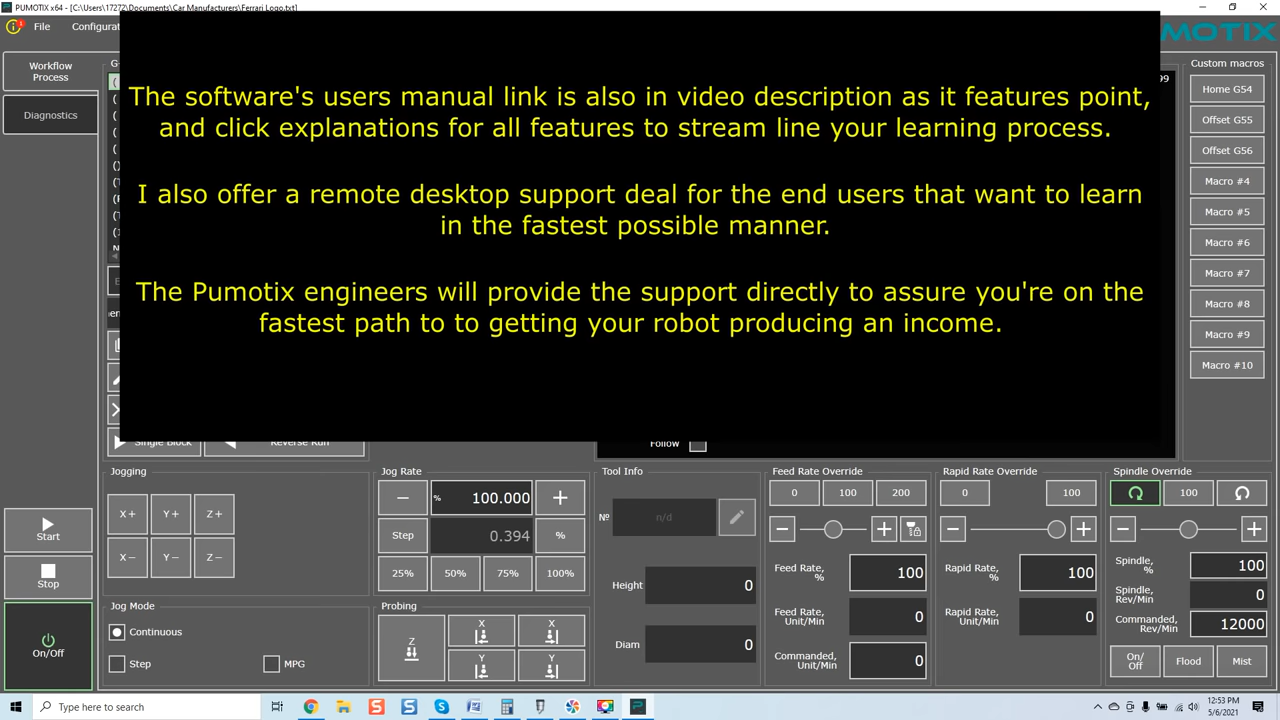 PUMOTIX x64 - [C:\Users\17272\Documents\Car Manufacturers\Ferrari Logo.txt]
File
MOTIX
Workflow Process
Diagnostics
The software's users manual link is also in video description as it features point,
and click explanations for all features to stream line your learning process.
I also offer a remote desktop support deal for the end users that want to learn
in the fastest possible manner.
The Pumotix engineers will provide the support directly to assure you're on the
fastest path to to getting your robot producing an income.
Custom macros
Home G54
Offset G55
Offset G56
Macro #4
Macro #5
Macro #6
Macro #7
Macro #8
Macro #9
Macro #10
Single Block
Reverse Run
Follow
Start
Stop
On/Off
Jogging
X+
Y+
Z+
X−
Y−
Z−
Jog Mode
Continuous
Step
MPG
Jog Rate
− % 100.000 +
Step 0.394 %
25% 50% 75% 100%
Probing
Z
X
X
Y
Y
Tool Info
Nº n/d
Height 0
Diam 0
Feed Rate Override
0 100 200
− +
Feed Rate, % 100
Feed Rate, Unit/Min 0
Commanded, Unit/Min 0
Rapid Rate Override
0 100
− +
Rapid Rate, % 100
Rapid Rate, Unit/Min 0
Spindle Override
100
− +
Spindle, % 100
Spindle, Rev/Min 0
Commanded, Rev/Min 12000
On/Off
Flood
Mist
Type here to search
12:53 PM
5/6/2021